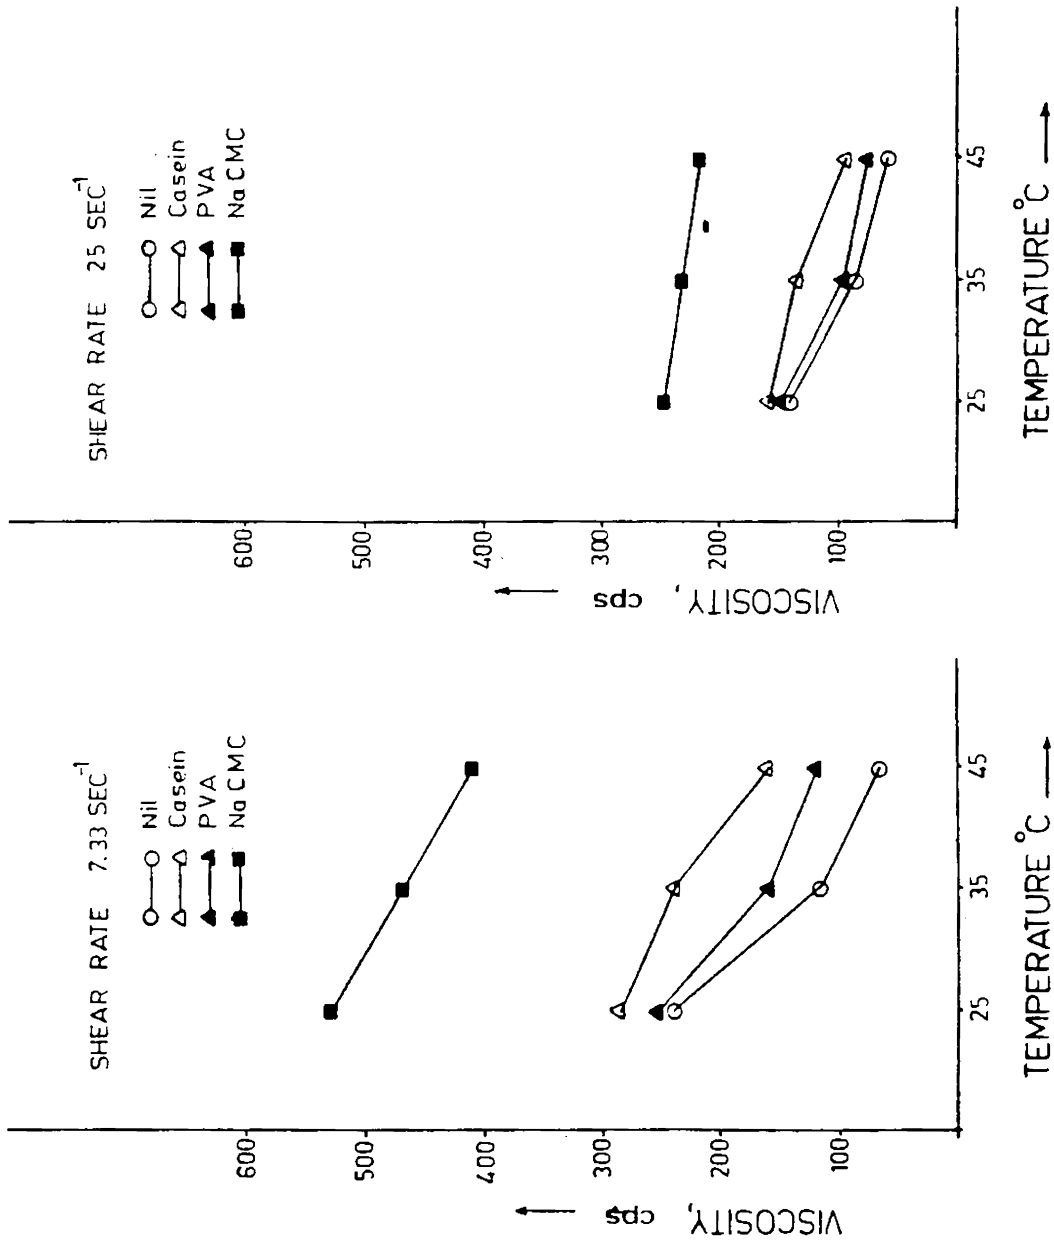 SHEAR RATE 7.33 SEC⁻¹
Nil
Casein
PVA
Na CMC
600
500
400
300
200
100
VISCOSITY, cps
25
35
45
TEMPERATURE °C
SHEAR RATE 25 SEC⁻¹
Nil
Casein
PVA
Na CMC
600
500
400
300
200
100
VISCOSITY, cps
25
35
45
TEMPERATURE °C